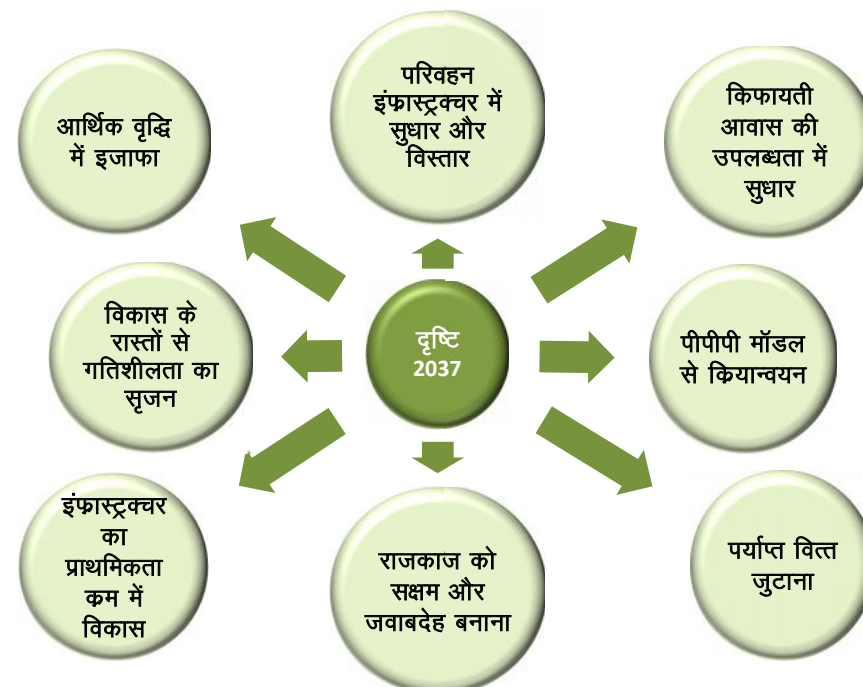 आर्थिक वृद्धि
में इजाफा
परिवहन
इंफ्रास्ट्रक्चर में
सुधार और
विस्तार
किफायती
आवास की
उपलब्धता में
सुधार
विकास के
रास्तों से
गतिशीलता का
सृजन
दृष्टि
2037
पीपीपी मॉडल
से क्रियान्वयन
इंफ्रास्ट्रक्चर
का
प्राथमिकता
क्रम में
विकास
राजकाज को
सक्षम और
जवाबदेह बनाना
पर्याप्त वित्त
जुटाना